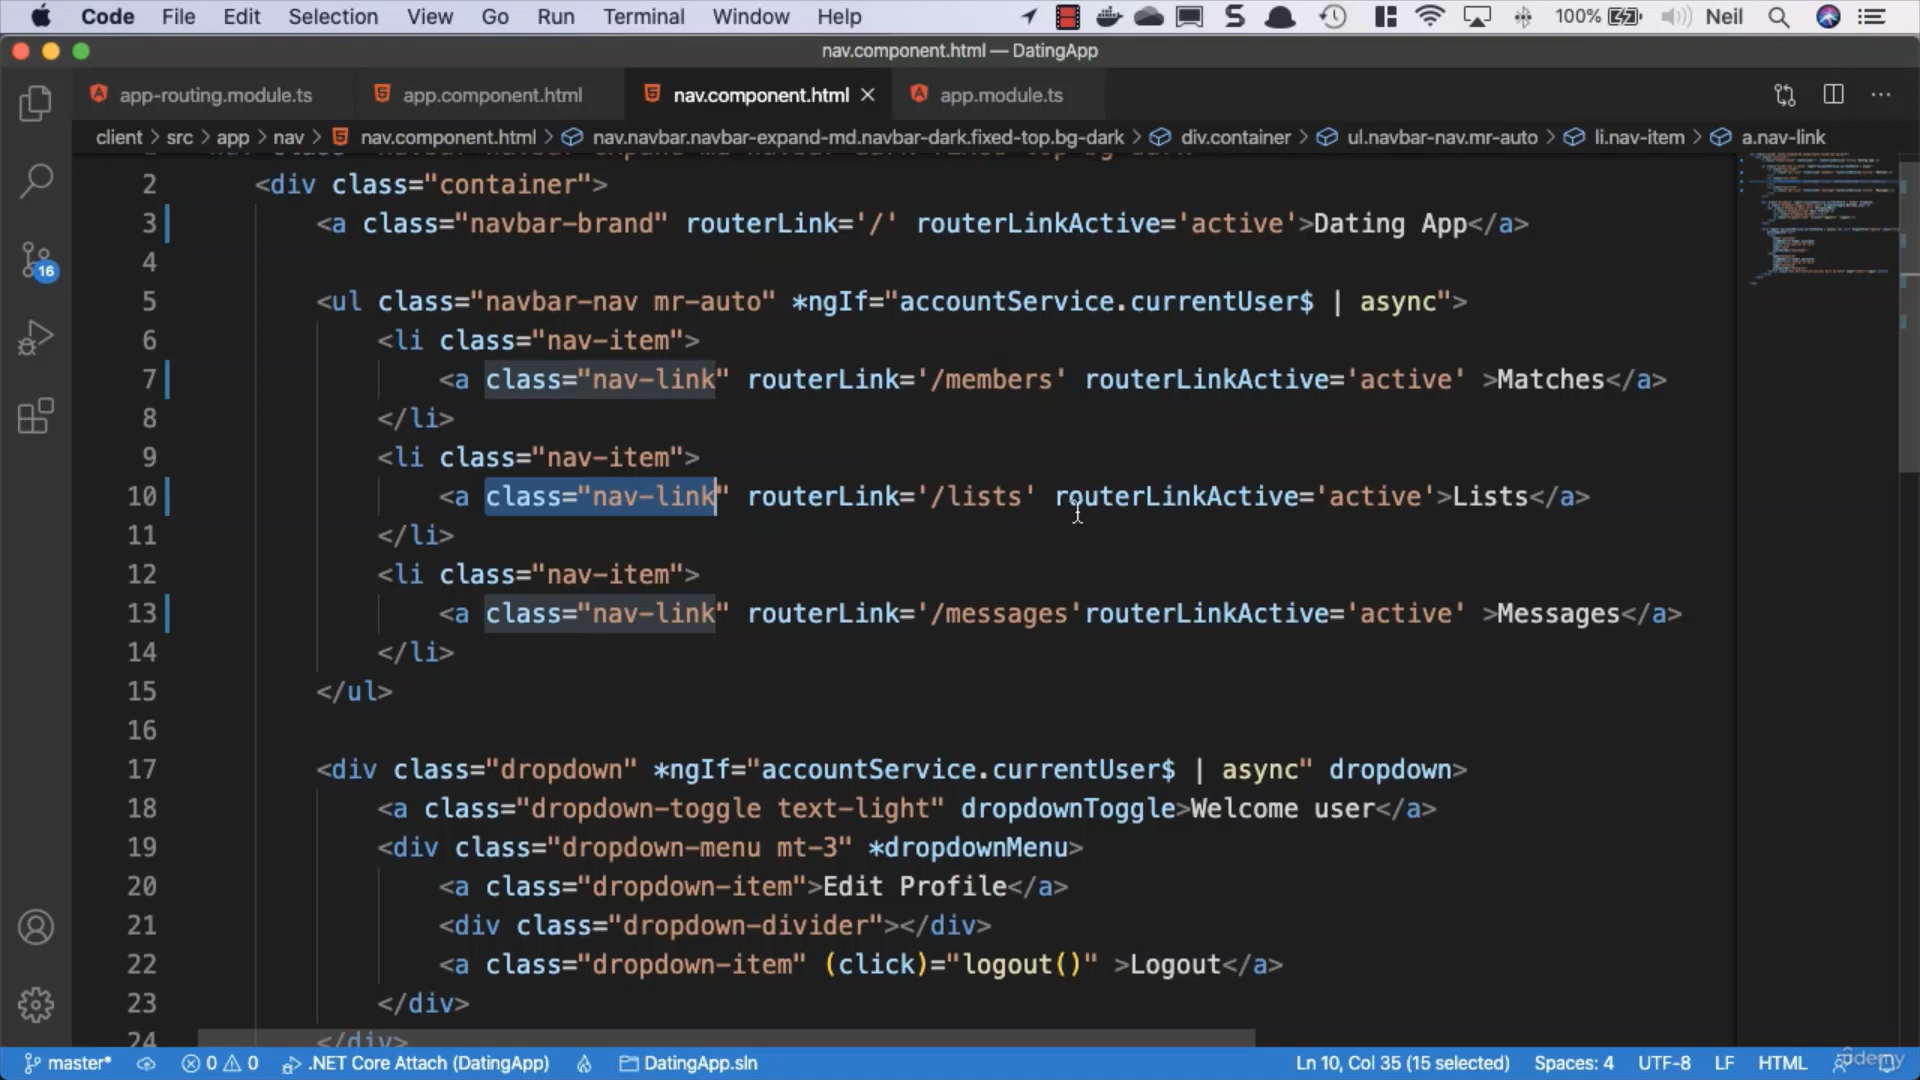 Code File Edit Selection View Go Run Terminal Window Help 100% Neil
nav.component.html — DatingApp
app-routing.module.ts app.component.html nav.component.html app.module.ts
client > src > app > nav > nav.component.html > nav.navbar.navbar-expand-md.navbar-dark.fixed-top.bg-dark > div.container > ul.navbar-nav.mr-auto > li.nav-item > a.nav-link
2 <div class="container">
3 <a class="navbar-brand" routerLink='/' routerLinkActive='active'>Dating App</a>
4
5 <ul class="navbar-nav mr-auto" *ngIf="accountService.currentUser$ | async">
6 <li class="nav-item">
7 <a class="nav-link" routerLink='/members' routerLinkActive='active' >Matches</a>
8 </li>
9 <li class="nav-item">
10 <a class="nav-link" routerLink='/lists' routerLinkActive='active'>Lists</a>
11 </li>
12 <li class="nav-item">
13 <a class="nav-link" routerLink='/messages'routerLinkActive='active' >Messages</a>
14 </li>
15 </ul>
16
17 <div class="dropdown" *ngIf="accountService.currentUser$ | async" dropdown>
18 <a class="dropdown-toggle text-light" dropdownToggle>Welcome user</a>
19 <div class="dropdown-menu mt-3" *dropdownMenu>
20 <a class="dropdown-item">Edit Profile</a>
21 <div class="dropdown-divider"></div>
22 <a class="dropdown-item" (click)="logout()" >Logout</a>
23 </div>
24 </div>
16
master* 0 0 .NET Core Attach (DatingApp) DatingApp.sln Ln 10, Col 35 (15 selected) Spaces: 4 UTF-8 LF HTML
udemy